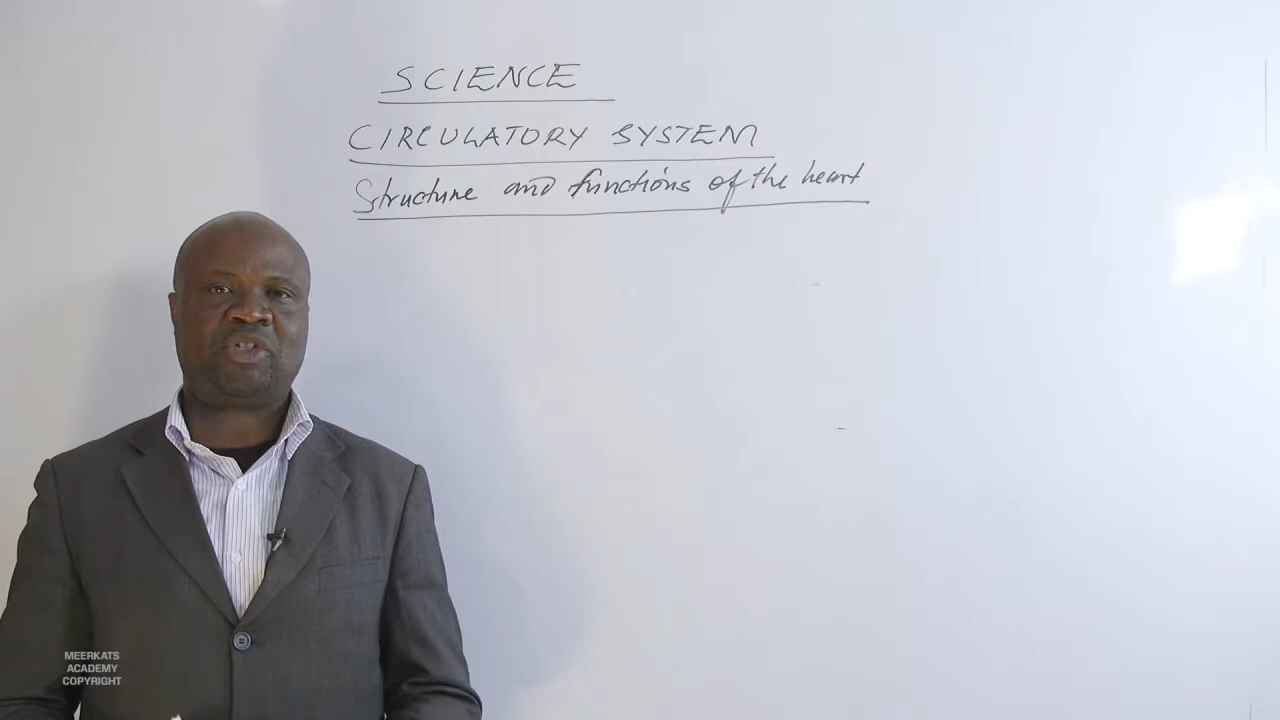 SCIENCE
CIRCULATORY SYSTEM
Structure and functions of the heart
MEERKATS
ACADEMY
COPYRIGHT